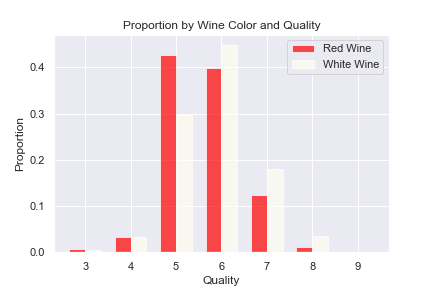 Proportion by Wine Color and Quality
Red Wine
White Wine
0.4
0.3
0.2
0.1
0.0
Proportion
3 4 5 6 7 8 9
Quality